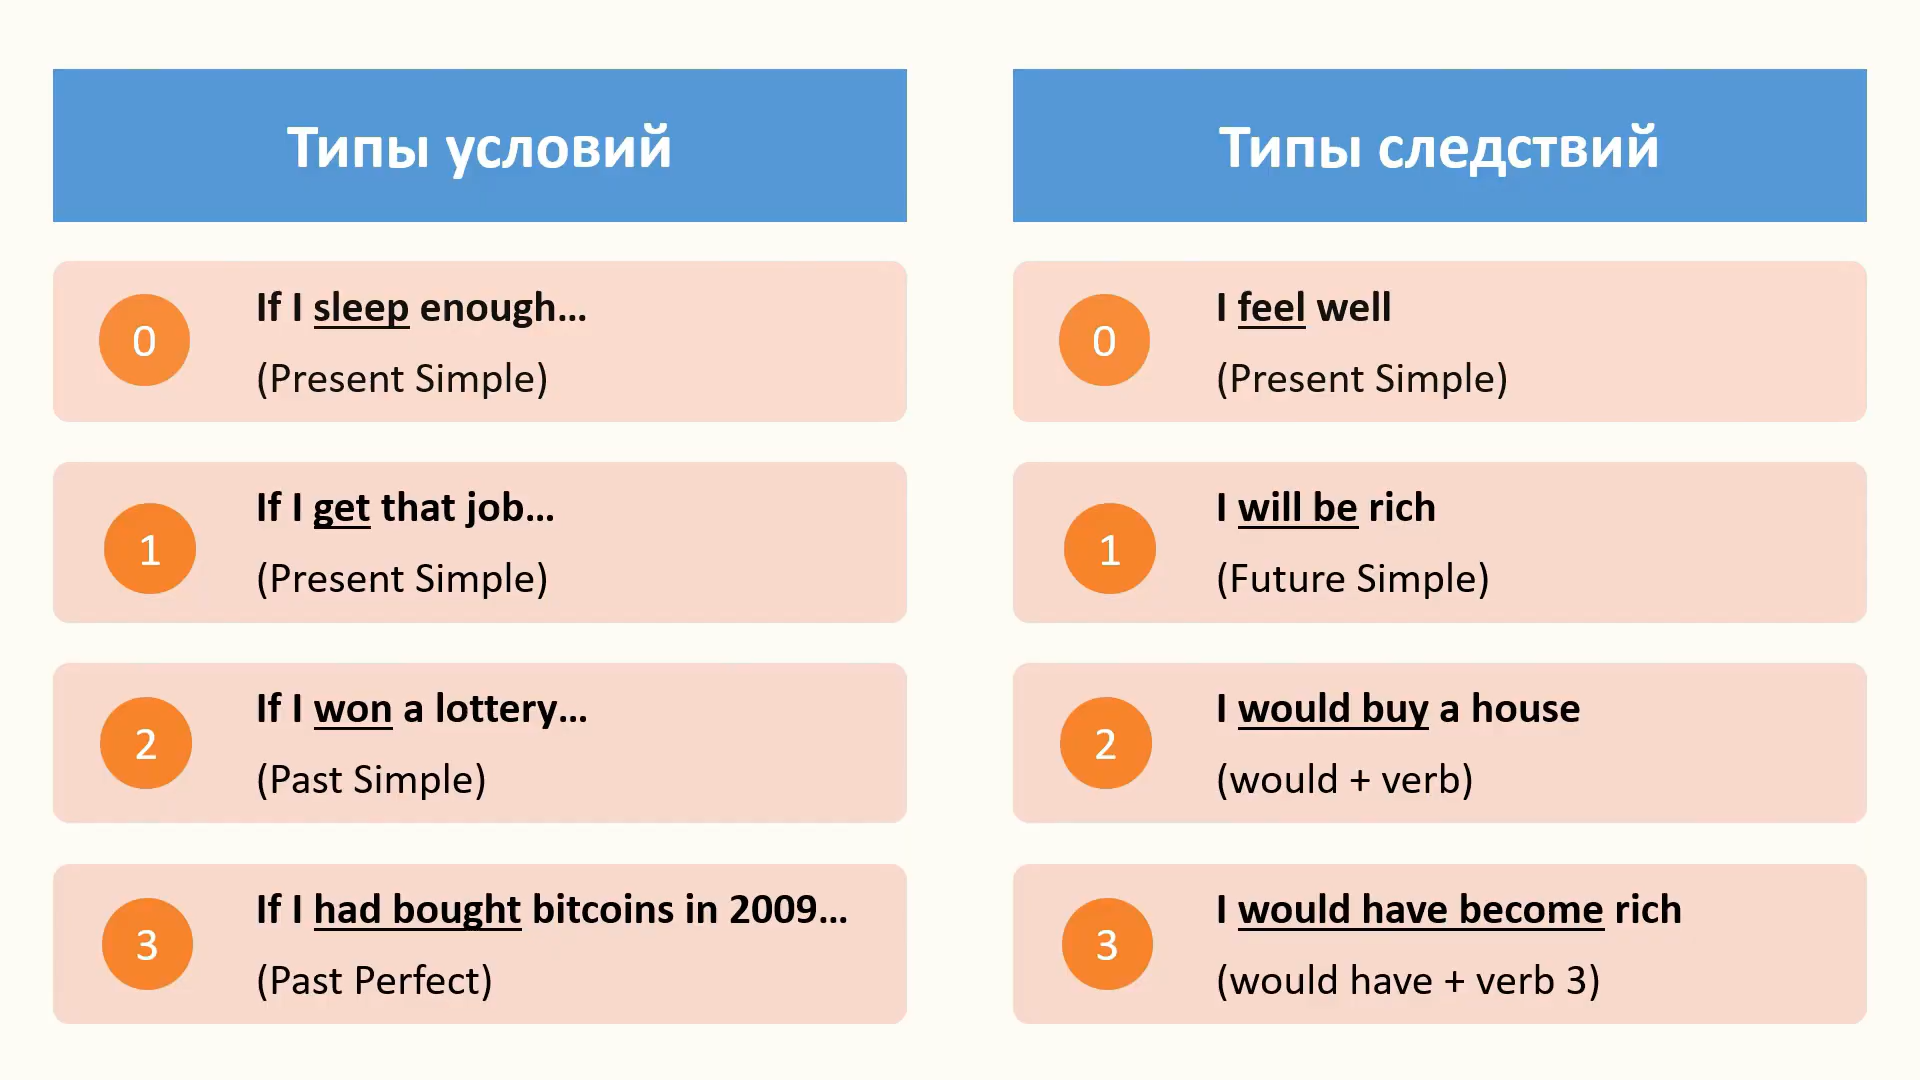 Типы условий
0
If I sleep enough...
(Present Simple)
1
If I get that job...
(Present Simple)
2
If I won a lottery...
(Past Simple)
3
If I had bought bitcoins in 2009...
(Past Perfect)
Типы следствий
0
I feel well
(Present Simple)
1
I will be rich
(Future Simple)
2
I would buy a house
(would + verb)
3
I would have become rich
(would have + verb 3)